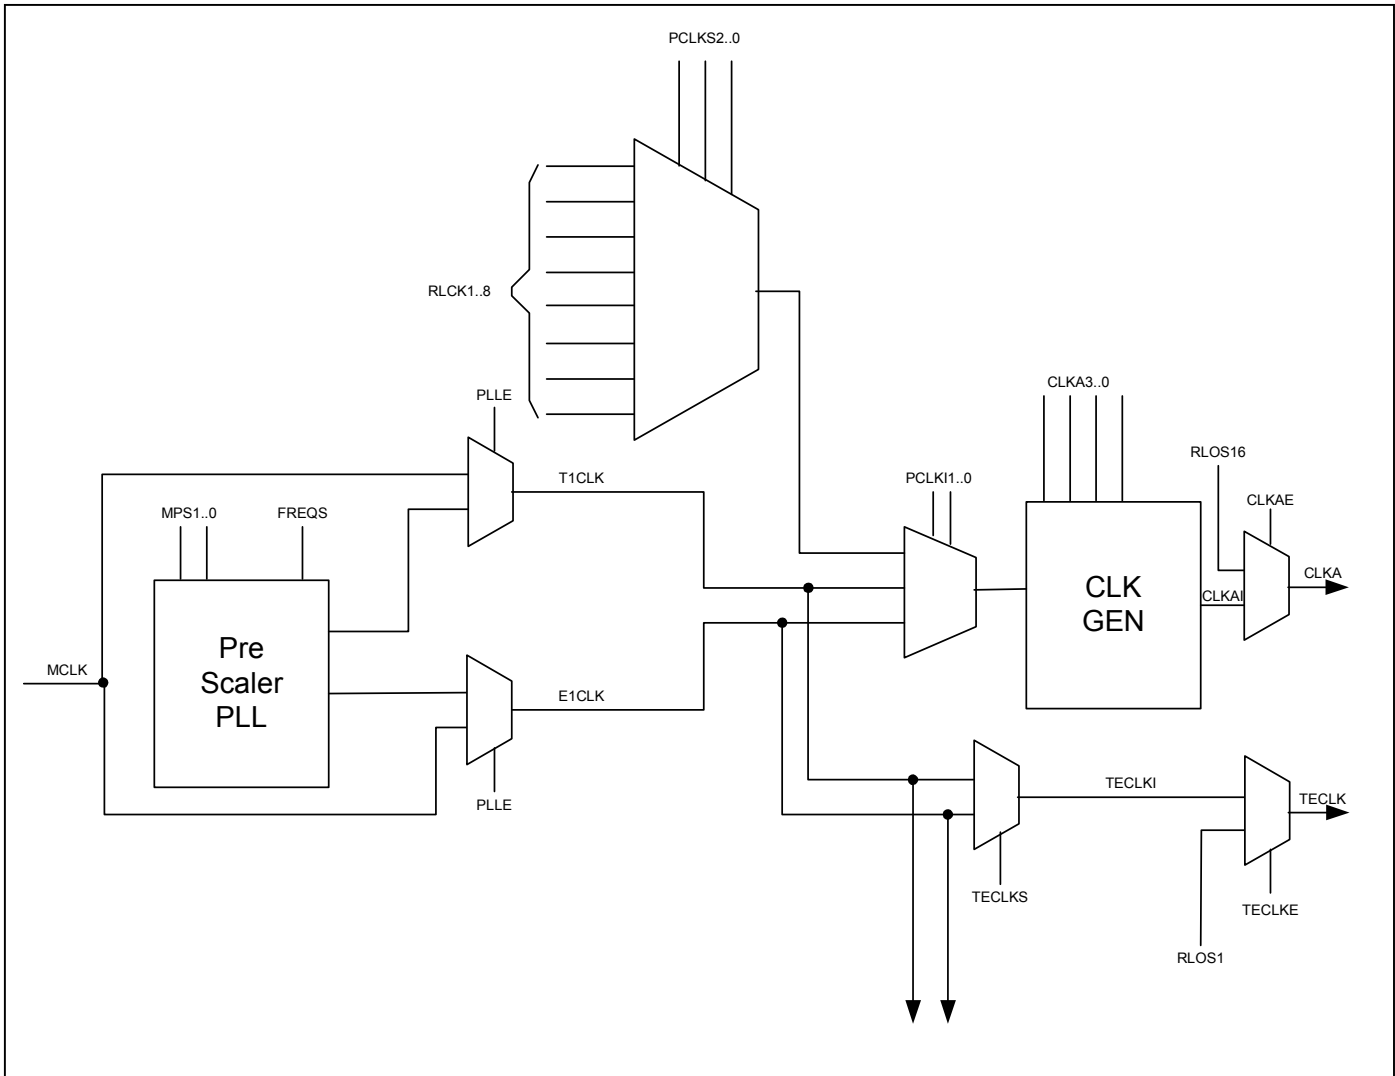 PCLKS2..0
RLCK1..8
PLLE
CLKA3..0
T1CLK
PCLKI1..0
RLOS16
CLKAE
MPS1..0
FREQS
CLKA
CLKAI
CLK
GEN
Pre
Scaler
PLL
MCLK
E1CLK
PLLE
TECLKI
TECLK
TECLKS
TECLKE
RLOS1